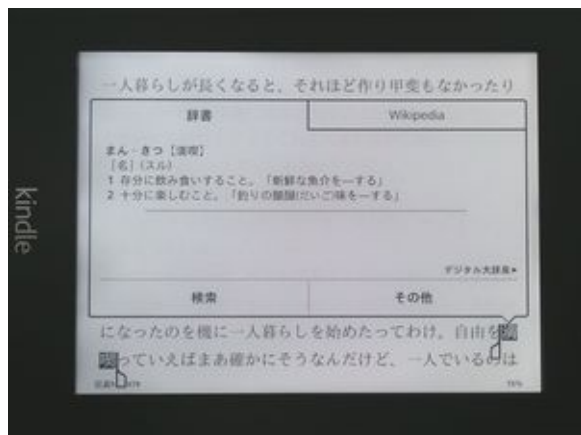 一人暮らしが長くなると、それほど作り甲斐もなかったり
辞書
Wikipedia
まん‐きつ【満喫】
［名］(スル)
1 存分に飲み食いすること。「新鮮な魚介を―する」
2 十分に楽しむこと。「釣りの醍醐(だいご)味を―する」
デジタル大辞泉▸
検索
その他
になったのを機に一人暮らしを始めたってわけ。自由を満
喫っていえばまあ確かにそうなんだけど、一人でいるのは
kindle